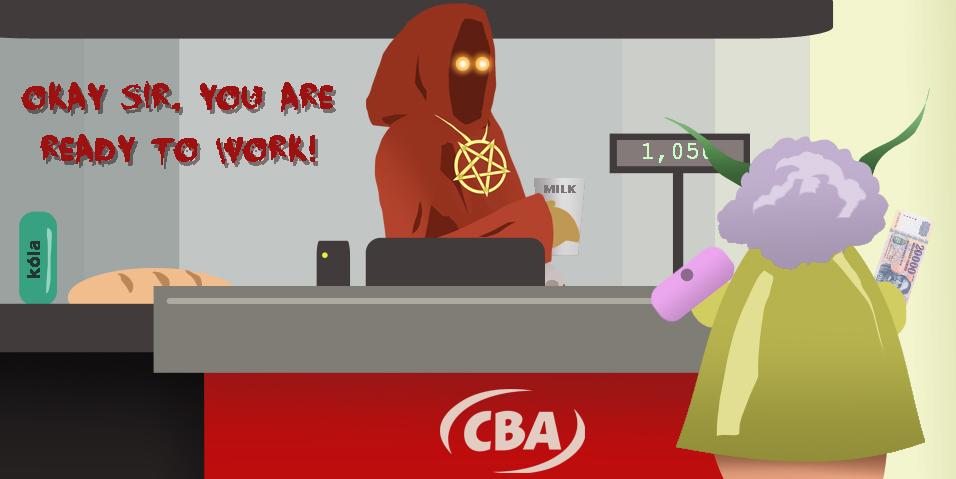 OKAY SIR, YOU ARE
READY TO WORK!
1,050
MILK
kóla
20000
CBA